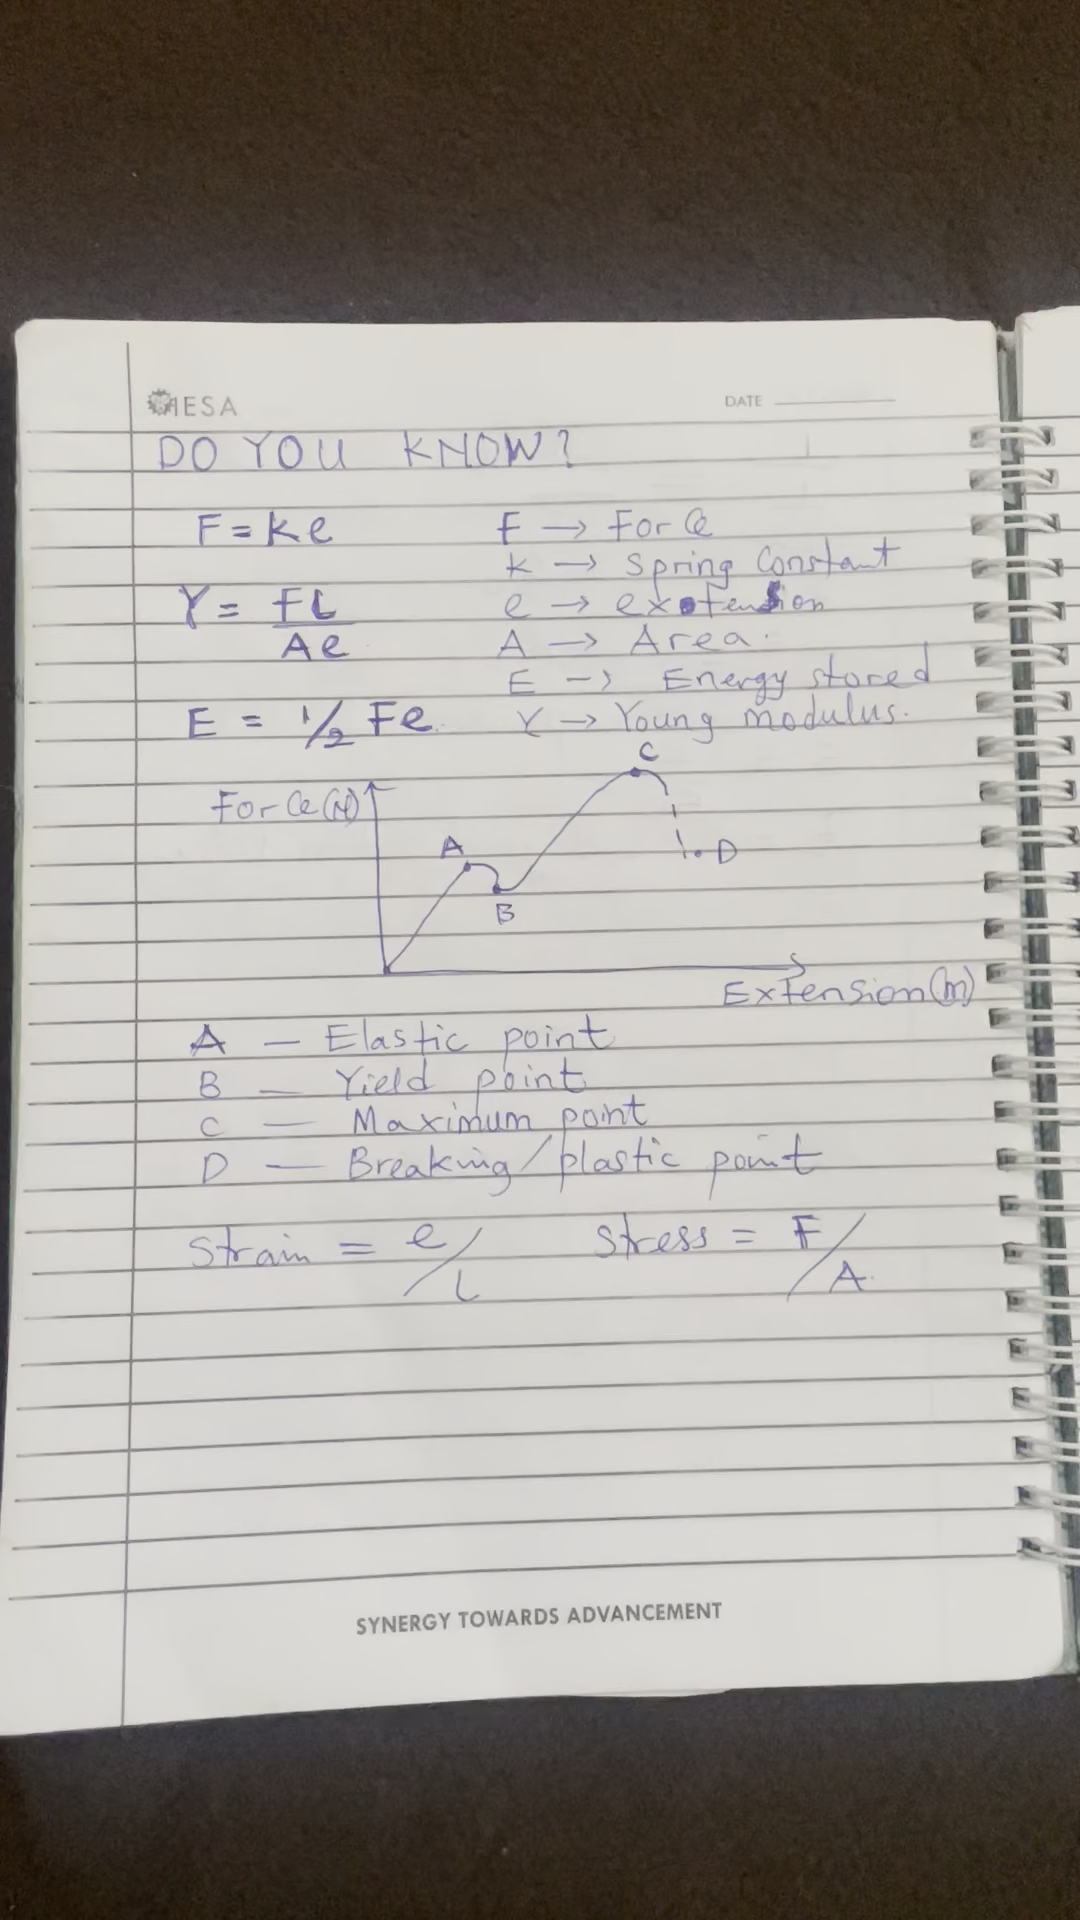 MESA
DATE
DO YOU KNOW?
F = ke
F → Force
k → Spring Constant
Y = FL/Ae
e → extension
A → Area.
E → Energy stored
E = 1/2 Fe.
Y → Young modulus.
C
Force (N)
A
D
B
Extension (m)
A — Elastic point
B — Yield point
C — Maximum point
D — Breaking/plastic point
Strain = e/L Stress = F/A.
SYNERGY TOWARDS ADVANCEMENT